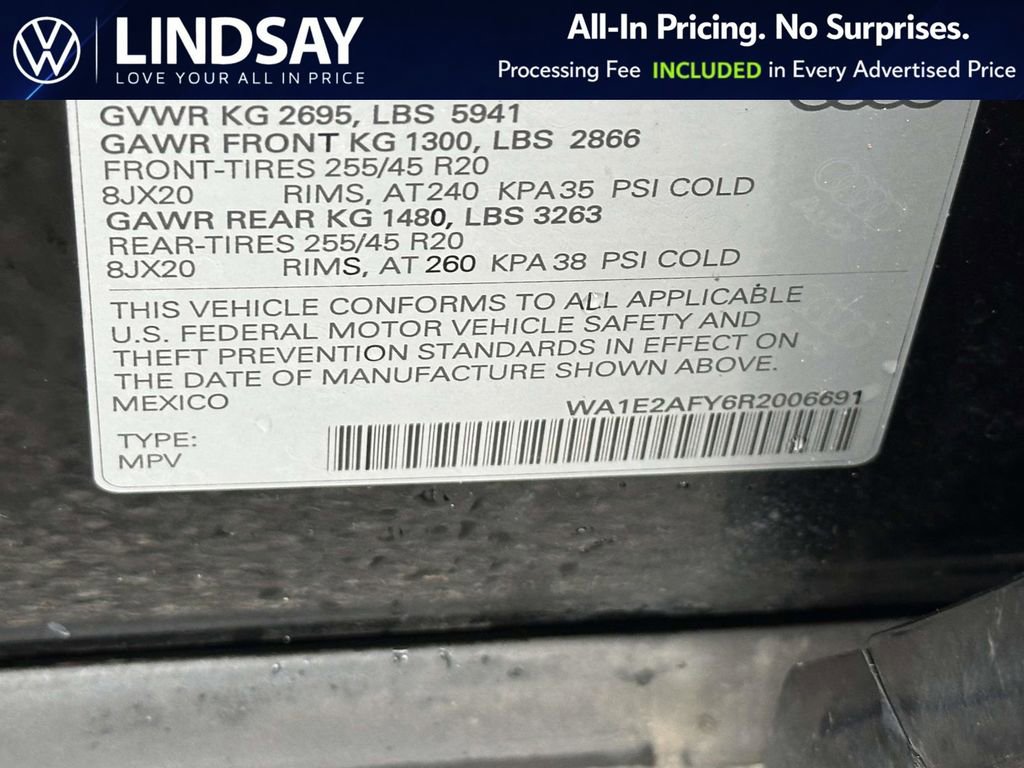 LINDSAY
LOVE YOUR ALL IN PRICE
All-In Pricing. No Surprises.
Processing Fee INCLUDED in Every Advertised Price
GVWR KG 2695, LBS 5941
GAWR FRONT KG 1300, LBS 2866
FRONT-TIRES 255/45 R20
8JX20 RIMS, AT 240 KPA 35 PSI COLD
GAWR REAR KG 1480, LBS 3263
REAR-TIRES 255/45 R20
8JX20 RIMS, AT 260 KPA 38 PSI COLD
THIS VEHICLE CONFORMS TO ALL APPLICABLE
U.S. FEDERAL MOTOR VEHICLE SAFETY AND
THEFT PREVENTION STANDARDS IN EFFECT ON
THE DATE OF MANUFACTURE SHOWN ABOVE.
MEXICO WA1E2AFY6R2006691
TYPE:
MPV